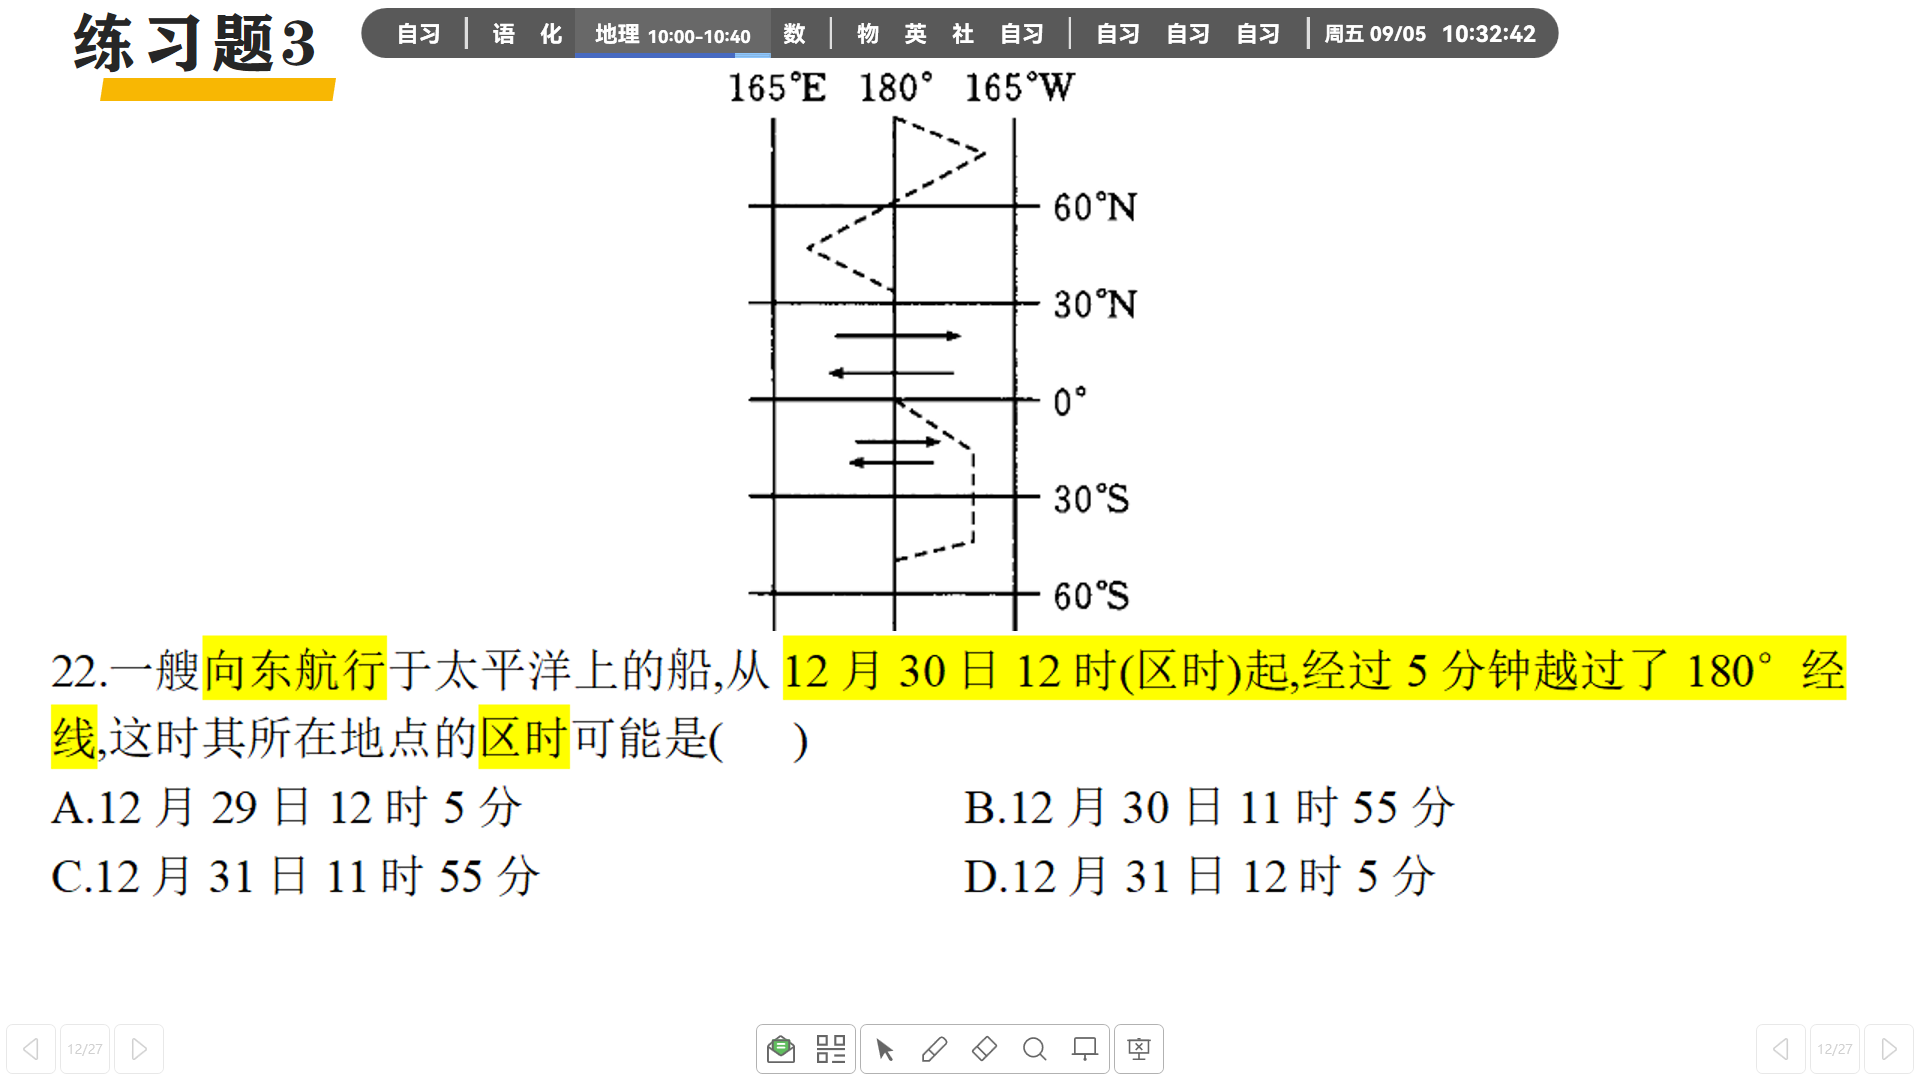 练习题3
自习 | 语 化 地理 10:00-10:40 数 | 物 英 社 自习 | 自习 自习 自习 | 周五 09/05 10:32:42
165°E 180° 165°W
60°N
30°N
0°
30°S
60°S
22.一艘向东航行于太平洋上的船,从 12 月 30 日 12 时(区时)起,经过 5 分钟越过了 180° 经
线,这时其所在地点的区时可能是( )
A.12 月 29 日 12 时 5 分 B.12 月 30 日 11 时 55 分
C.12 月 31 日 11 时 55 分 D.12 月 31 日 12 时 5 分
12/27 12/27